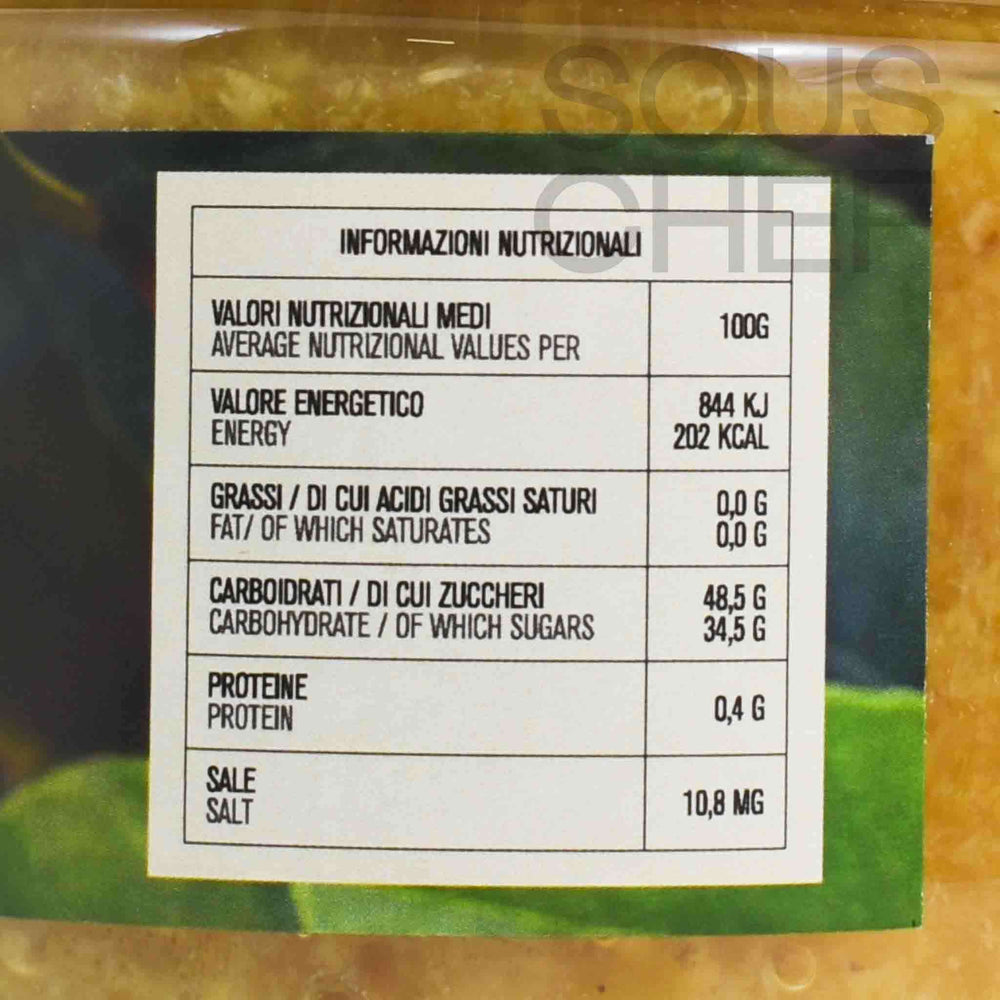 SOUS
CHEF
INFORMAZIONI NUTRIZIONALI
VALORI NUTRIZIONALI MEDI
AVERAGE NUTRIZIONAL VALUES PER
100G
VALORE ENERGETICO
ENERGY
844 KJ
202 KCAL
GRASSI / DI CUI ACIDI GRASSI SATURI
FAT/ OF WHICH SATURATES
0,0 G
0,0 G
CARBOIDRATI / DI CUI ZUCCHERI
CARBOHYDRATE / OF WHICH SUGARS
48,5 G
34,5 G
PROTEINE
PROTEIN
0,4 G
SALE
SALT
10,8 MG